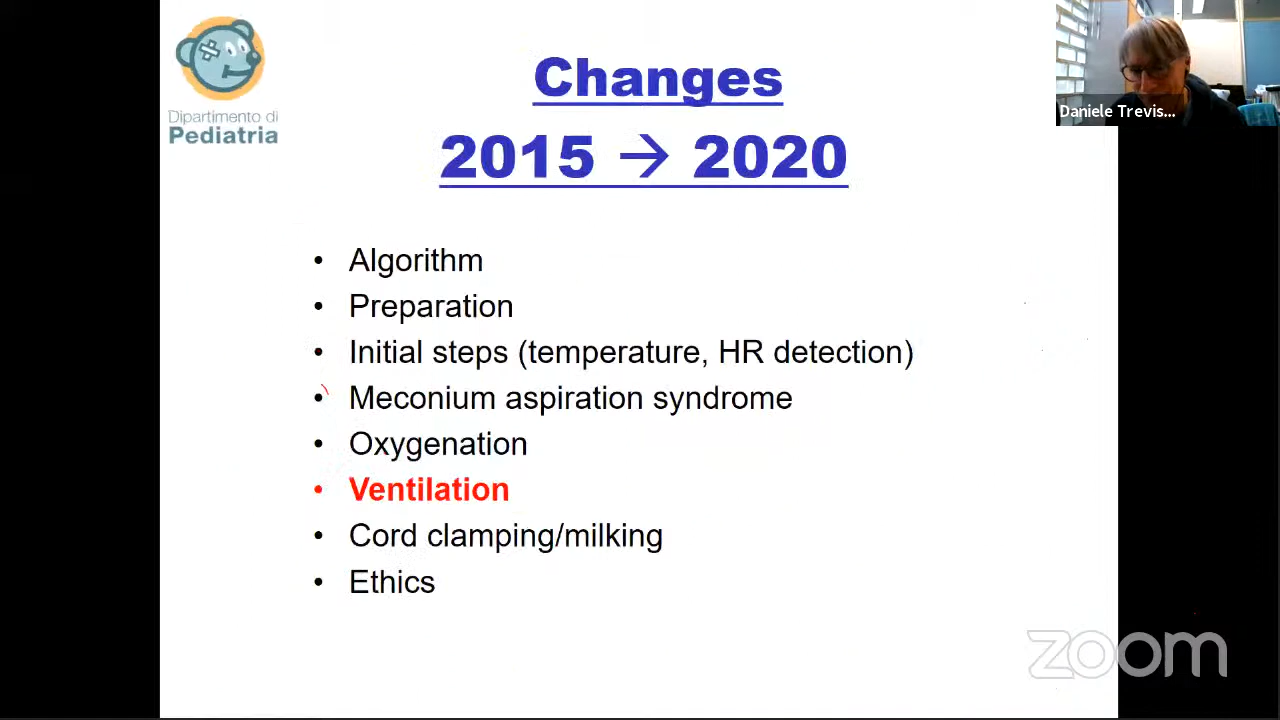 Dipartimento di
Pediatria
Changes
2015 → 2020
Daniele Trevis...
• Algorithm
• Preparation
• Initial steps (temperature, HR detection)
• Meconium aspiration syndrome
• Oxygenation
• Ventilation
• Cord clamping/milking
• Ethics
zoom